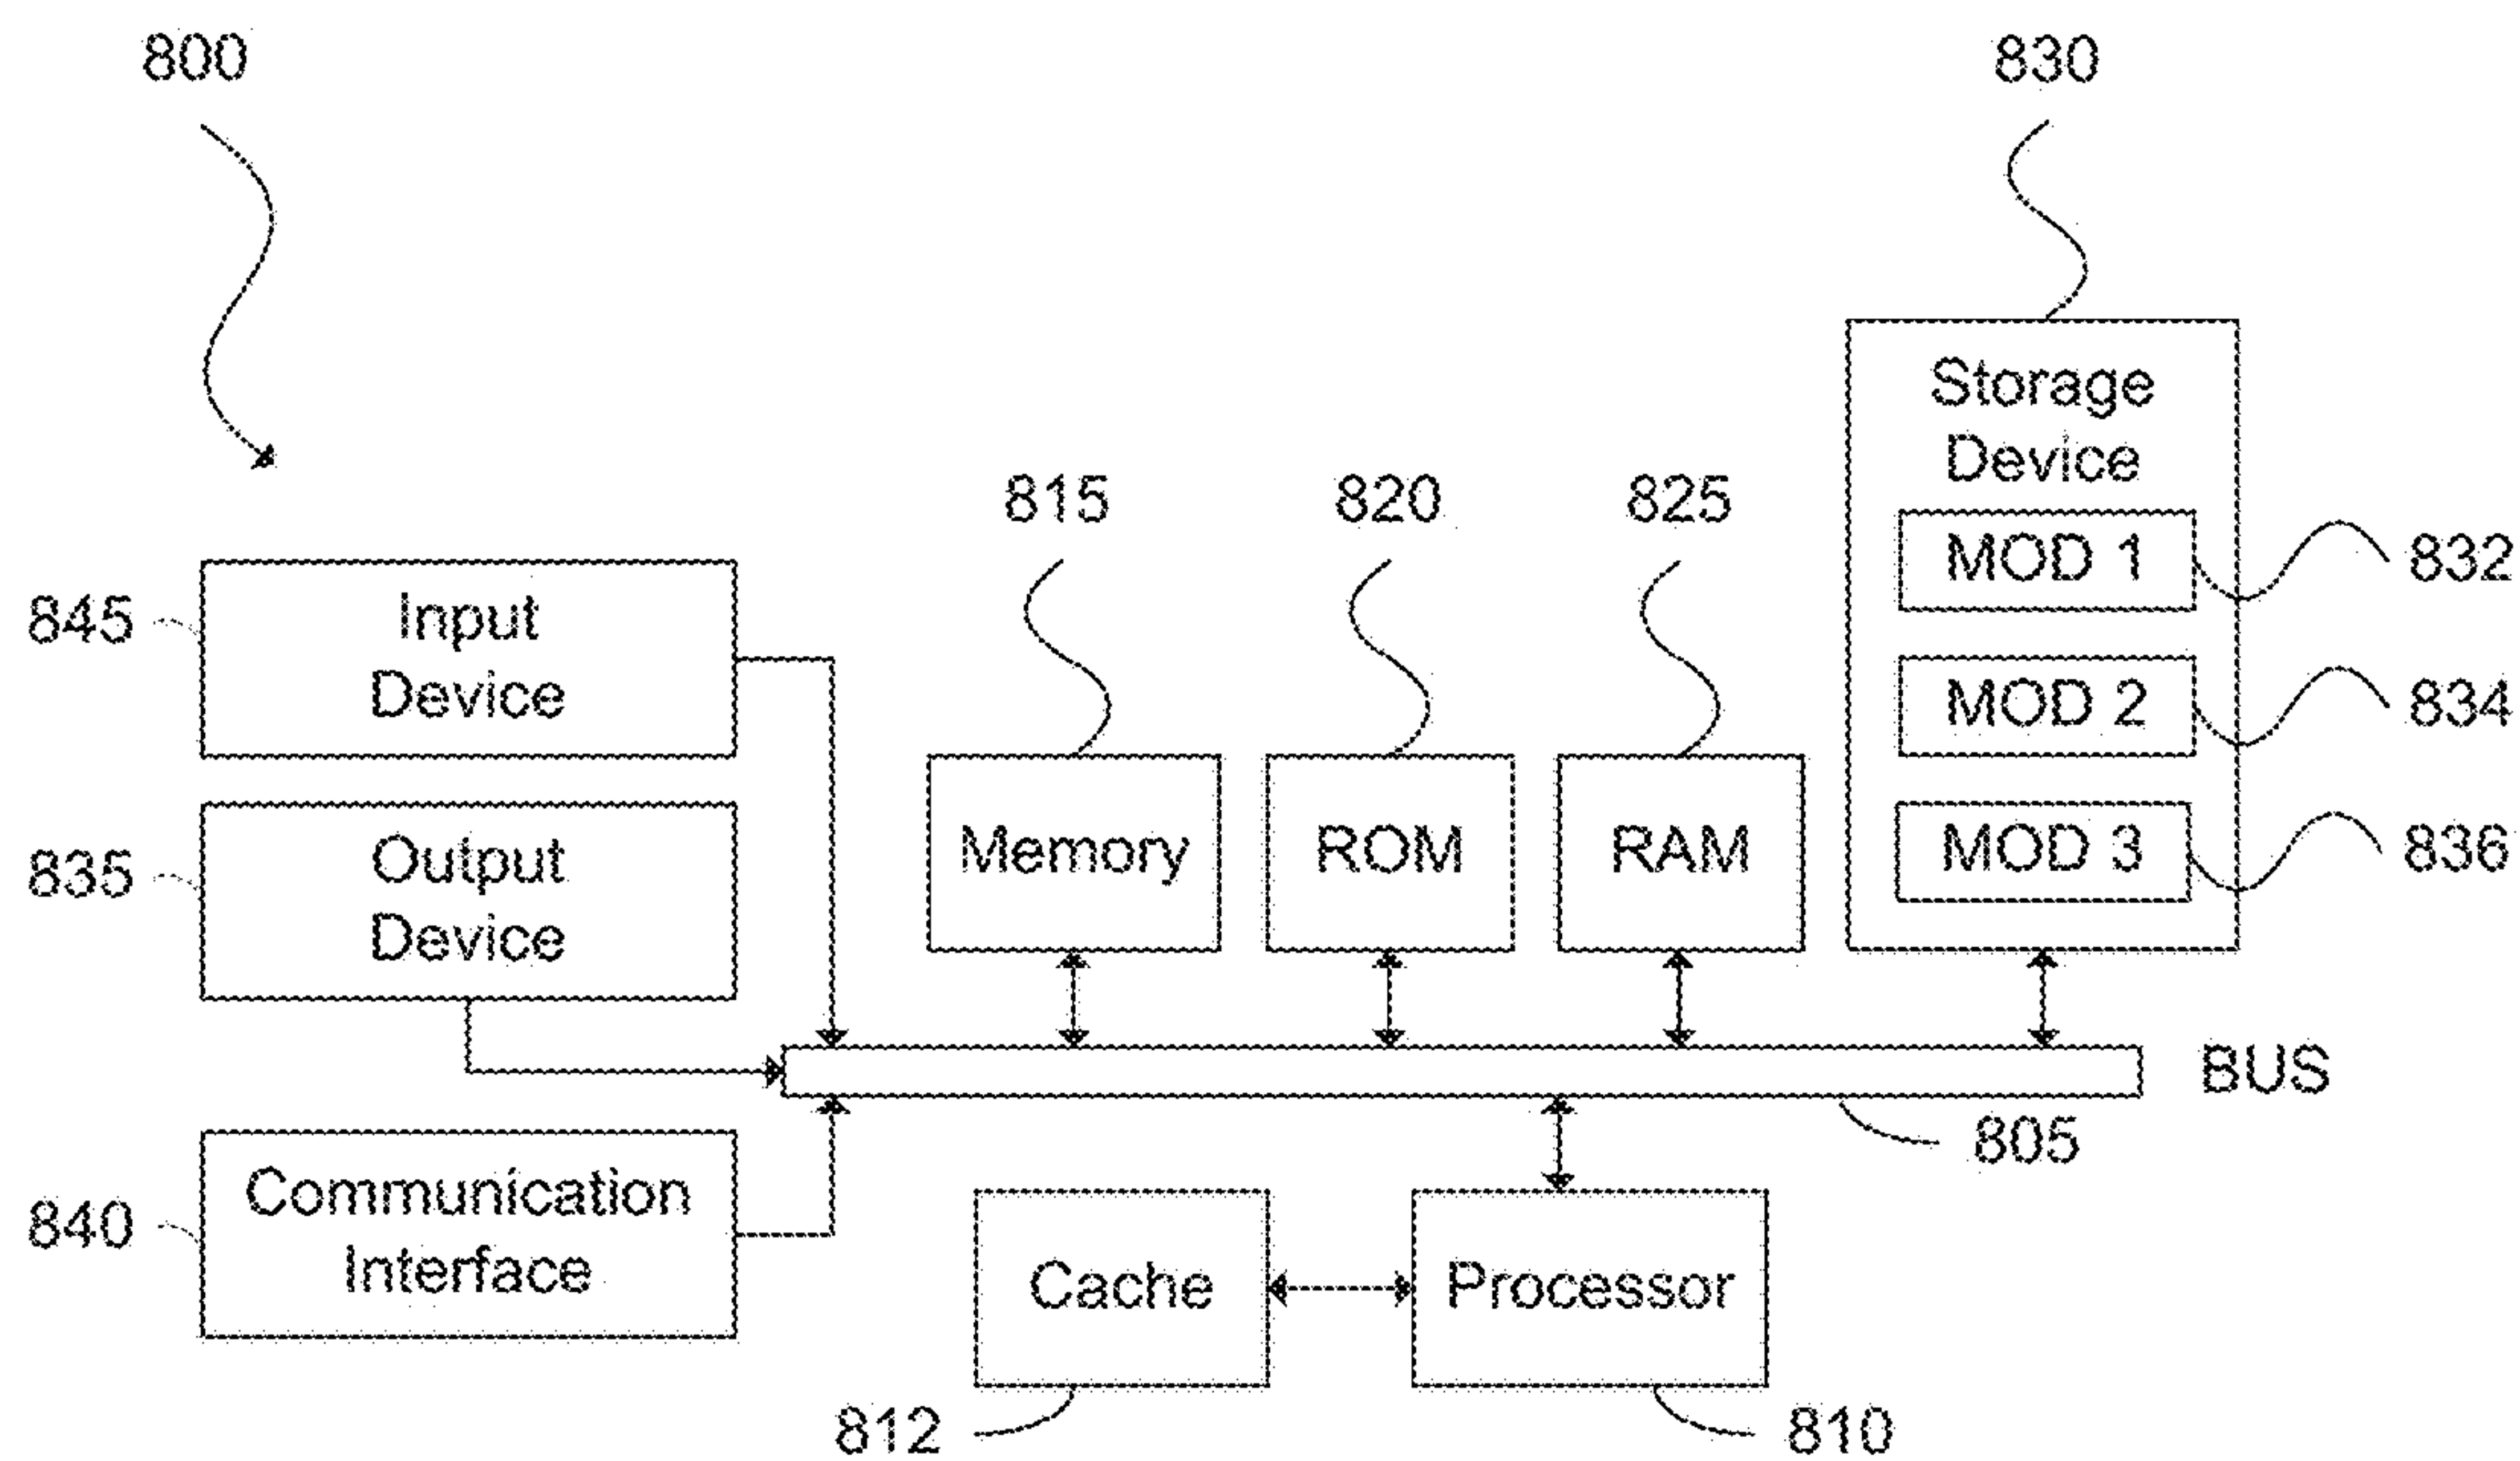 800
830
Storage
Device
815
820
825
MOD 1
832
845
Input
Device
MOD 2
834
835
Output
Device
Memory
ROM
RAM
MOD 3
836
BUS
805
840
Communication
Interface
Cache
Processor
812
810